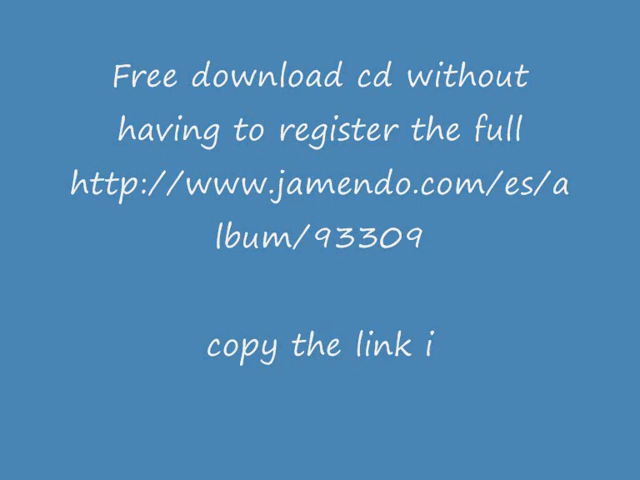 Free download cd without
having to register the full
http://www.jamendo.com/es/a
lbum/93309
copy the link i